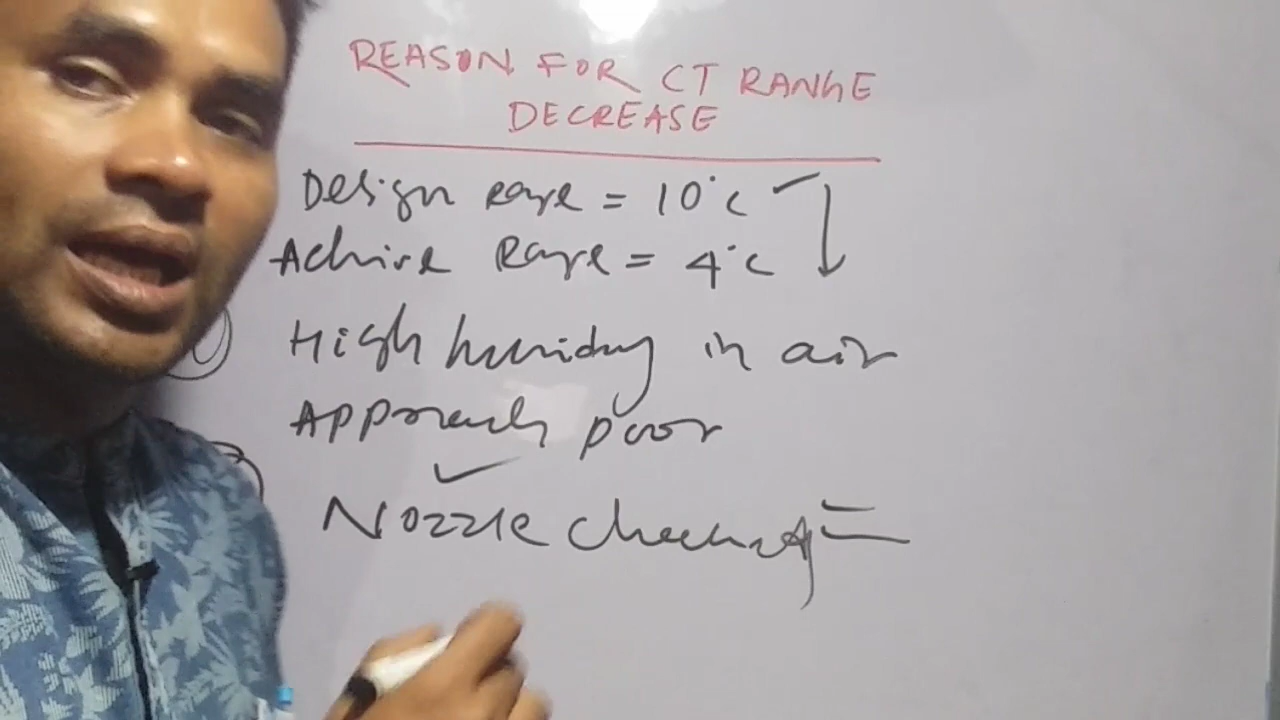 REASON FOR CT RANGE
DECREASE
Design range = 10°c
Achive Range = 4°c
High humidity in air
Approach poor
Nozzle checking